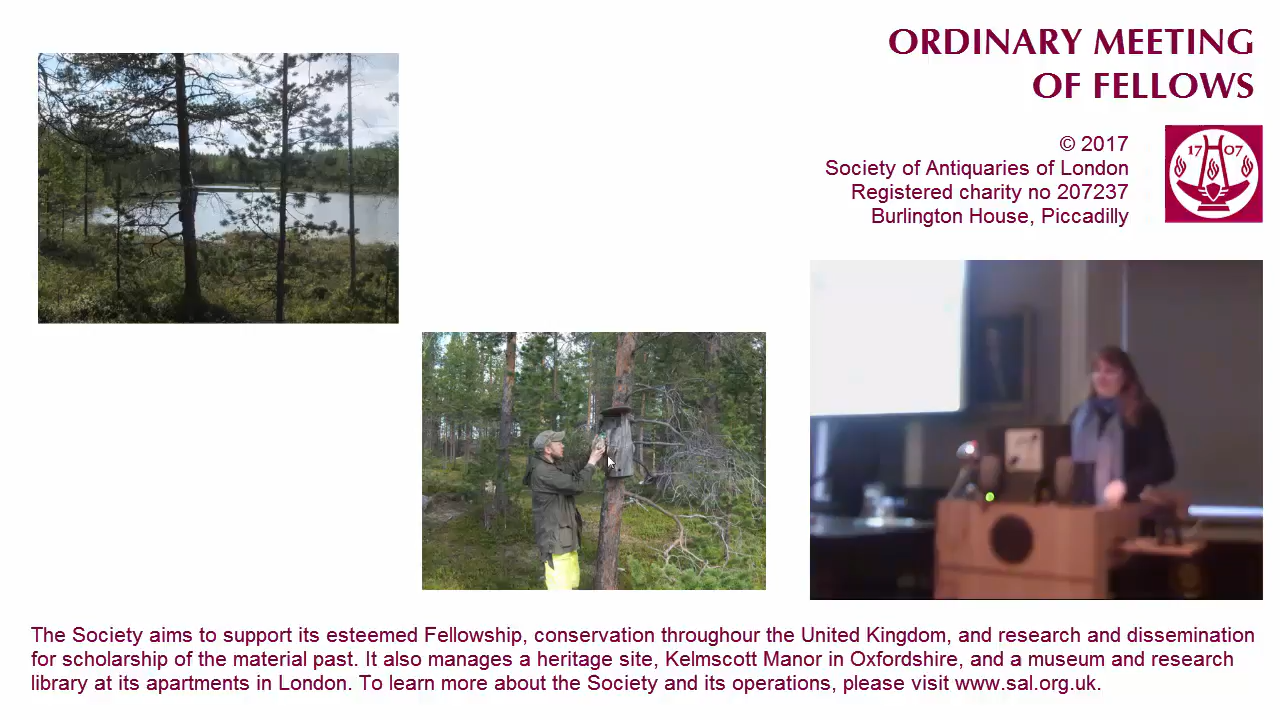 ORDINARY MEETING
OF FELLOWS
© 2017
Society of Antiquaries of London
Registered charity no 207237
Burlington House, Piccadilly
17 07
The Society aims to support its esteemed Fellowship, conservation throughour the United Kingdom, and research and dissemination
for scholarship of the material past. It also manages a heritage site, Kelmscott Manor in Oxfordshire, and a museum and research
library at its apartments in London. To learn more about the Society and its operations, please visit www.sal.org.uk.